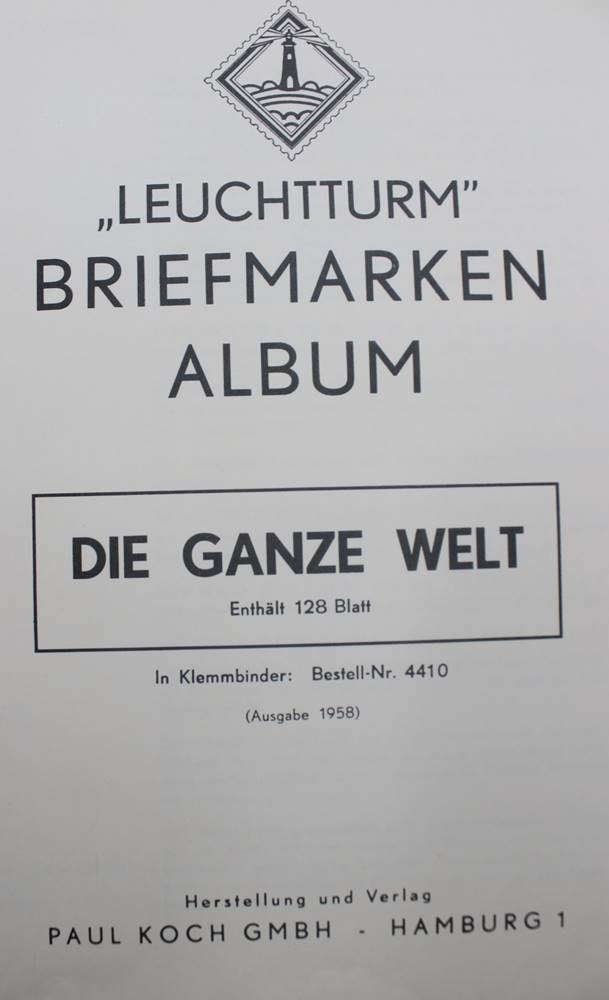 „LEUCHTTURM”
BRIEFMARKEN
ALBUM
DIE GANZE WELT
Enthält 128 Blatt
In Klemmbinder: Bestell-Nr. 4410
(Ausgabe 1958)
Herstellung und Verlag
PAUL KOCH GMBH - HAMBURG 1